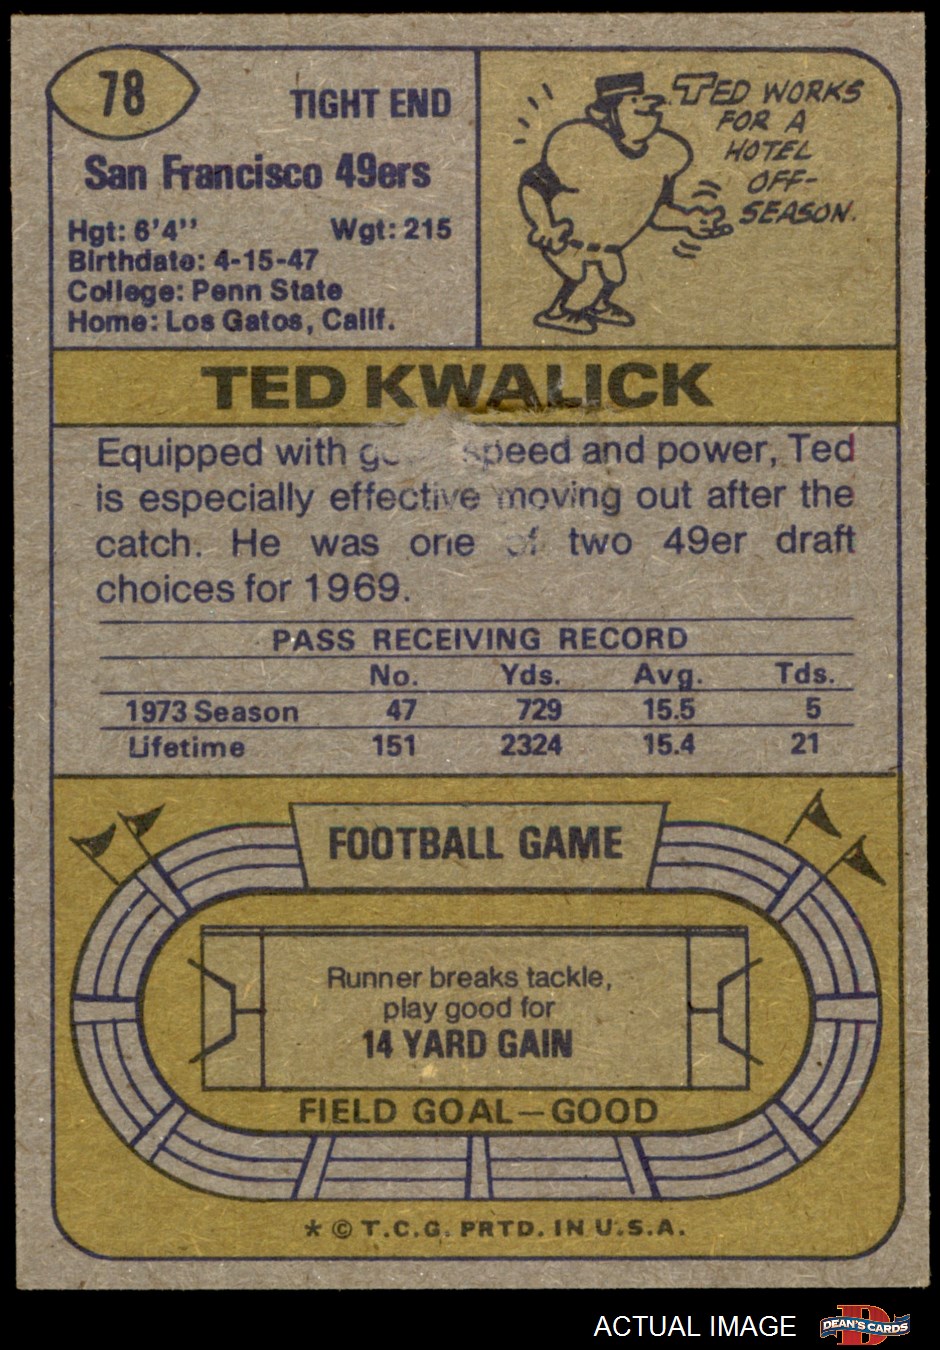 78
TIGHT END
San Francisco 49ers
Hgt: 6'4'' Wgt: 215
Birthdate: 4-15-47
College: Penn State
Home: Los Gatos, Calif.
TED WORKS
FOR A
HOTEL
OFF-
SEASON.
TED KWALICK
Equipped with speed and power, Ted
is especially effective moving out after the
catch. He was one of two 49er draft
choices for 1969.
PASS RECEIVING RECORD
No. Yds. Avg. Tds.
1973 Season 47 729 15.5 5
Lifetime 151 2324 15.4 21
FOOTBALL GAME
Runner breaks tackle,
play good for
14 YARD GAIN
FIELD GOAL—GOOD
* © T.C.G. PRTD. IN U.S.A.
ACTUAL IMAGE
D
DEAN'S CARDS